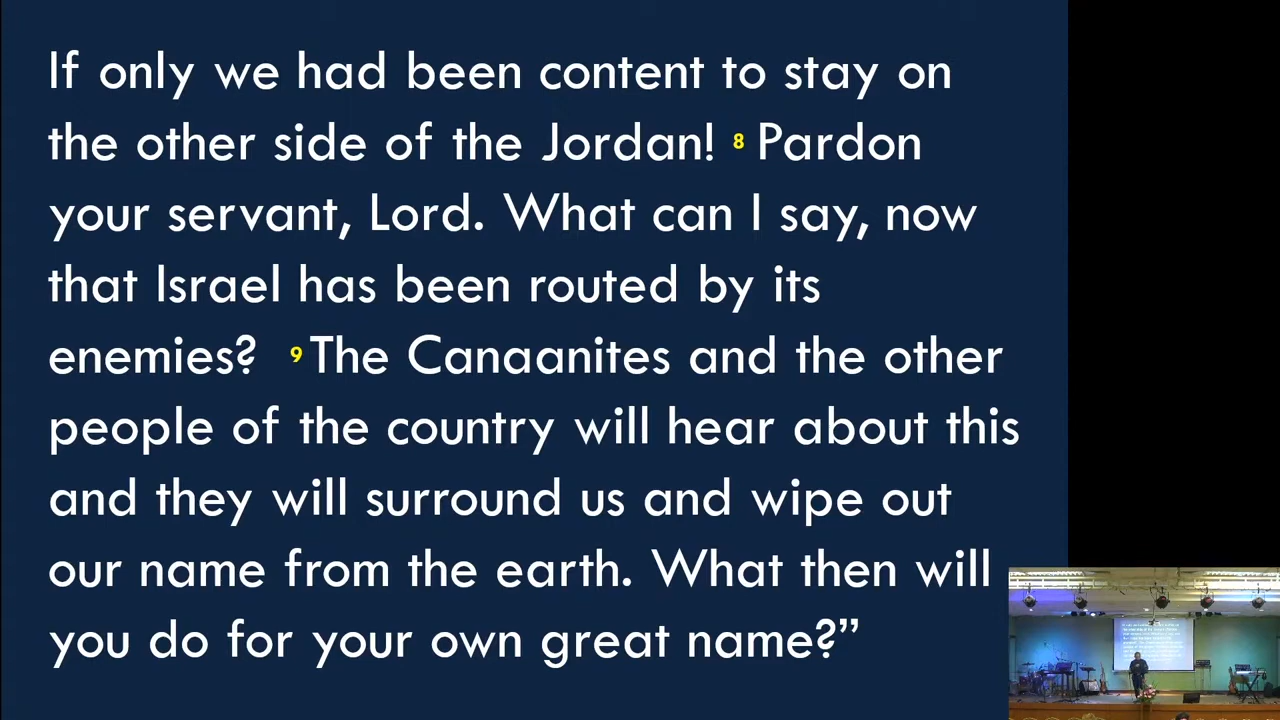 If only we had been content to stay on
the other side of the Jordan! 8 Pardon
your servant, Lord. What can I say, now
that Israel has been routed by its
enemies? 9 The Canaanites and the other
people of the country will hear about this
and they will surround us and wipe out
our name from the earth. What then will
you do for your own great name?”